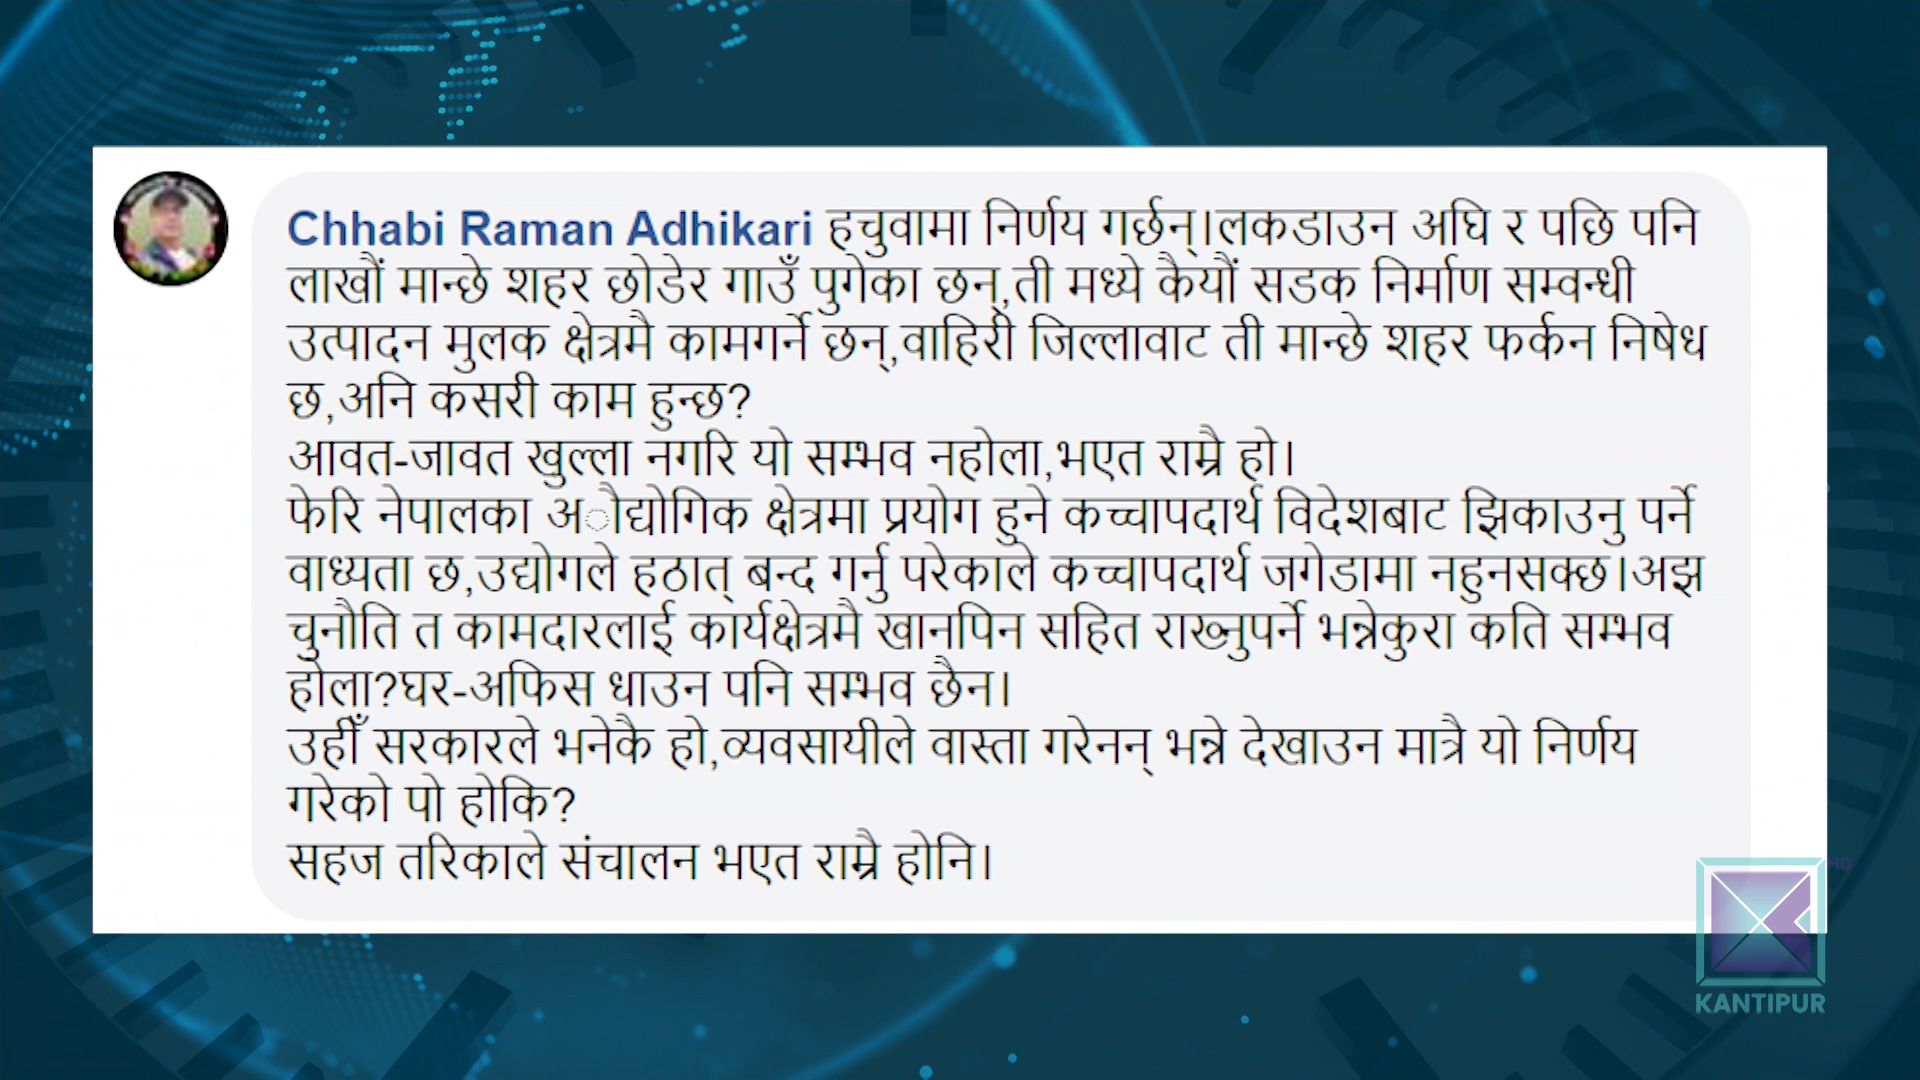 Chhabi Raman Adhikari हचुवामा निर्णय गर्छन्।लकडाउन अघि र पछि पनि
लाखौं मान्छे शहर छोडेर गाउँ पुगेका छन्,ती मध्ये कैयौं सडक निर्माण सम्वन्धी
उत्पादन मुलक क्षेत्रमै कामगर्ने छन्,वाहिरी जिल्लावाट ती मान्छे शहर फर्कन निषेध
छ,अनि कसरी काम हुन्छ?
आवत-जावत खुल्ला नगरि यो सम्भव नहोला,भएत राम्रै हो।
फेरि नेपालका अौद्योगिक क्षेत्रमा प्रयोग हुने कच्चापदार्थ विदेशबाट झिकाउनु पर्ने
वाध्यता छ,उद्योगले हठात् बन्द गर्नु परेकाले कच्चापदार्थ जगेडामा नहुनसक्छ।अझ
चुनौति त कामदारलाई कार्यक्षेत्रमै खानपिन सहित राख्नुपर्ने भन्नेकुरा कति सम्भव
होला?घर-अफिस धाउन पनि सम्भव छैन।
उहीँ सरकारले भनेकै हो,व्यवसायीले वास्ता गरेनन् भन्ने देखाउन मात्रै यो निर्णय
गरेको पो होकि?
सहज तरिकाले संचालन भएत राम्रै होनि।
HD
KANTIPUR